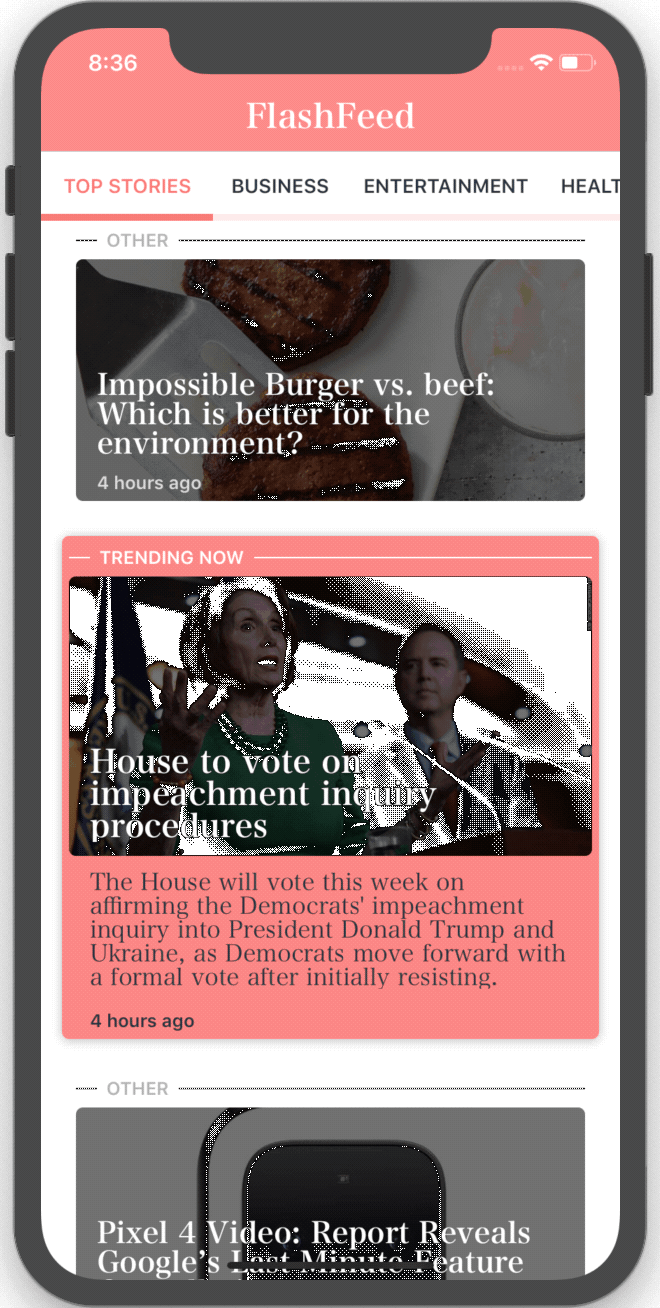 8:36
FlashFeed
TOP STORIES BUSINESS ENTERTAINMENT HEALT
OTHER
Impossible Burger vs. beef:
Which is better for the
environment?
4 hours ago
TRENDING NOW
House to vote on
impeachment inquiry
procedures
The House will vote this week on
affirming the Democrats' impeachment
inquiry into President Donald Trump and
Ukraine, as Democrats move forward with
a formal vote after initially resisting.
4 hours ago
OTHER
Pixel 4 Video: Report Reveals
Google’s Last Minute Feature